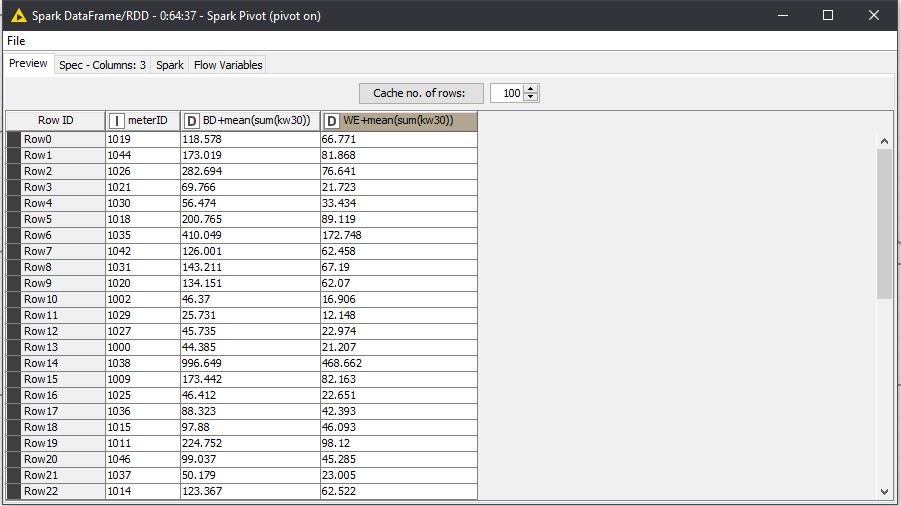 Spark DataFrame/RDD - 0:64:37 - Spark Pivot (pivot on)
File
Preview Spec - Columns: 3 Spark Flow Variables
Cache no. of rows: 100
Row ID I meterID D BD+mean(sum(kw30)) D WE+mean(sum(kw30))
Row0 1019 118.578 66.771
Row1 1044 173.019 81.868
Row2 1026 282.694 76.641
Row3 1021 69.766 21.723
Row4 1030 56.474 33.434
Row5 1018 200.765 89.119
Row6 1035 410.049 172.748
Row7 1042 126.001 62.458
Row8 1031 143.211 67.19
Row9 1020 134.151 62.07
Row10 1002 46.37 16.906
Row11 1029 25.731 12.148
Row12 1027 45.735 22.974
Row13 1000 44.385 21.207
Row14 1038 996.649 468.662
Row15 1009 173.442 82.163
Row16 1025 46.412 22.651
Row17 1036 88.323 42.393
Row18 1015 97.88 46.093
Row19 1011 224.752 98.12
Row20 1046 99.037 45.285
Row21 1037 50.179 23.005
Row22 1014 123.367 62.522